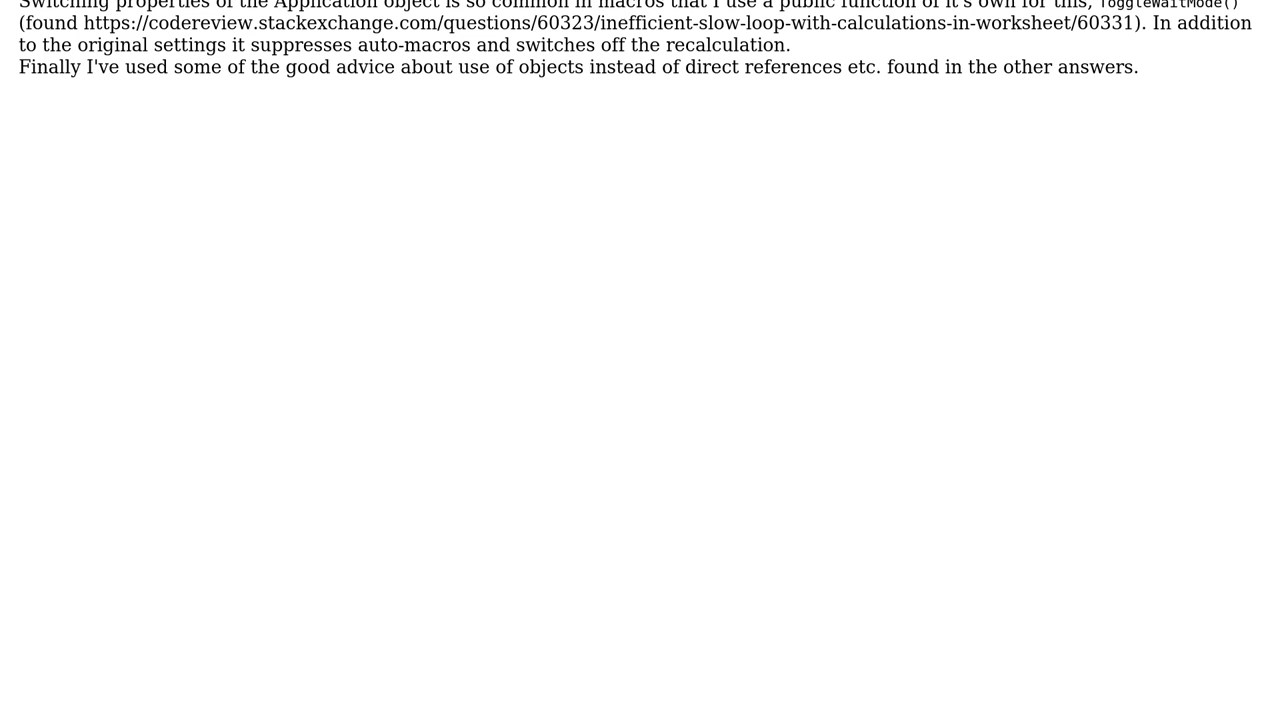 Switching properties of the Application object is so common in macros that I use a public function of it's own for this, ToggleWaitMode()
(found https://codereview.stackexchange.com/questions/60323/inefficient-slow-loop-with-calculations-in-worksheet/60331). In addition
to the original settings it suppresses auto-macros and switches off the recalculation.
Finally I've used some of the good advice about use of objects instead of direct references etc. found in the other answers.